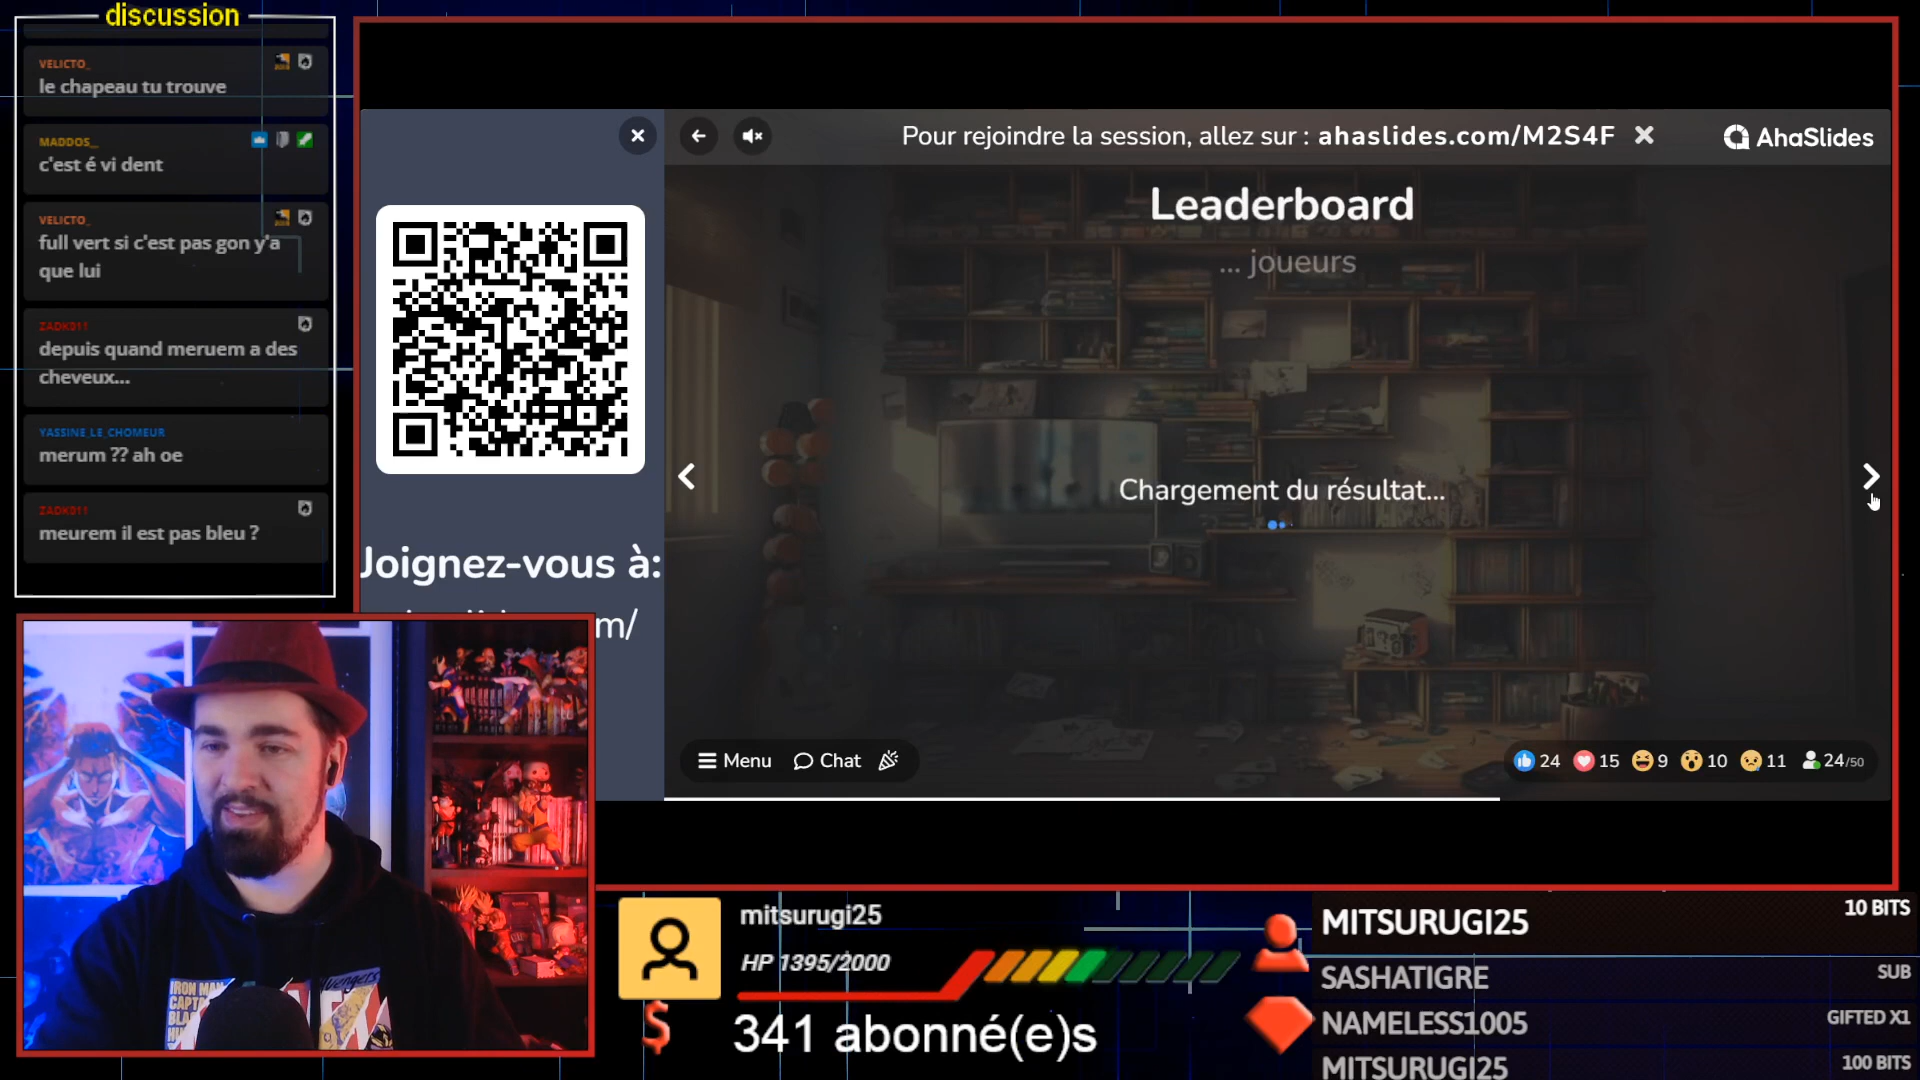 discussion
VELICTO_
le chapeau tu trouve
MADDOS__
c'est é vi dent
VELICTO_
full vert si c'est pas gon y'a
que lui
ZADK011
depuis quand meruem a des
cheveux...
YASSINE_LE_CHOMEUR
merum ?? ah oe
ZADK011
meurem il est pas bleu ?
Pour rejoindre la session, allez sur : ahaslides.com/M2S4F
AhaSlides
Leaderboard
... joueurs
Chargement du résultat...
Joignez-vous à:
m/
Menu
Chat
24
15
9
10
11
24/50
IRON MAN
mitsurugi25
HP 1395/2000
341 abonné(e)s
MITSURUGI25 10 BITS
SASHATIGRE SUB
NAMELESS1005 GIFTED X1
MITSURUGI25 100 BITS